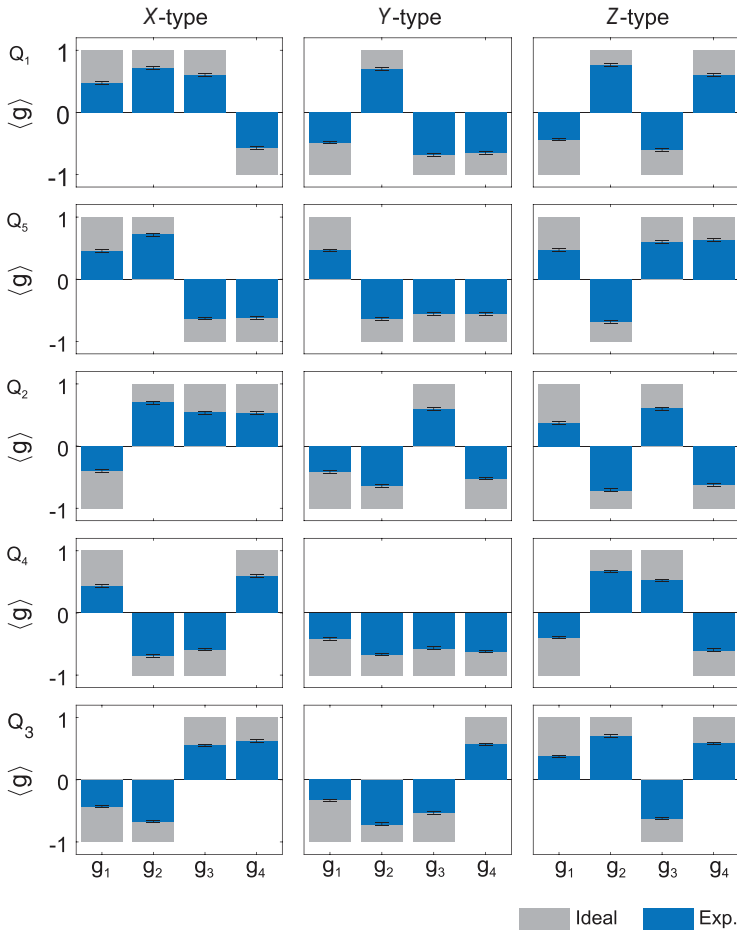 X-type Y-type Z-type
Q₁ ⟨g⟩ 1 0 -1
Q₅ ⟨g⟩ 1 0 -1
Q₂ ⟨g⟩ 1 0 -1
Q₄ ⟨g⟩ 1 0 -1
Q₃ ⟨g⟩ 1 0 -1
g₁ g₂ g₃ g₄ g₁ g₂ g₃ g₄ g₁ g₂ g₃ g₄
Ideal Exp.